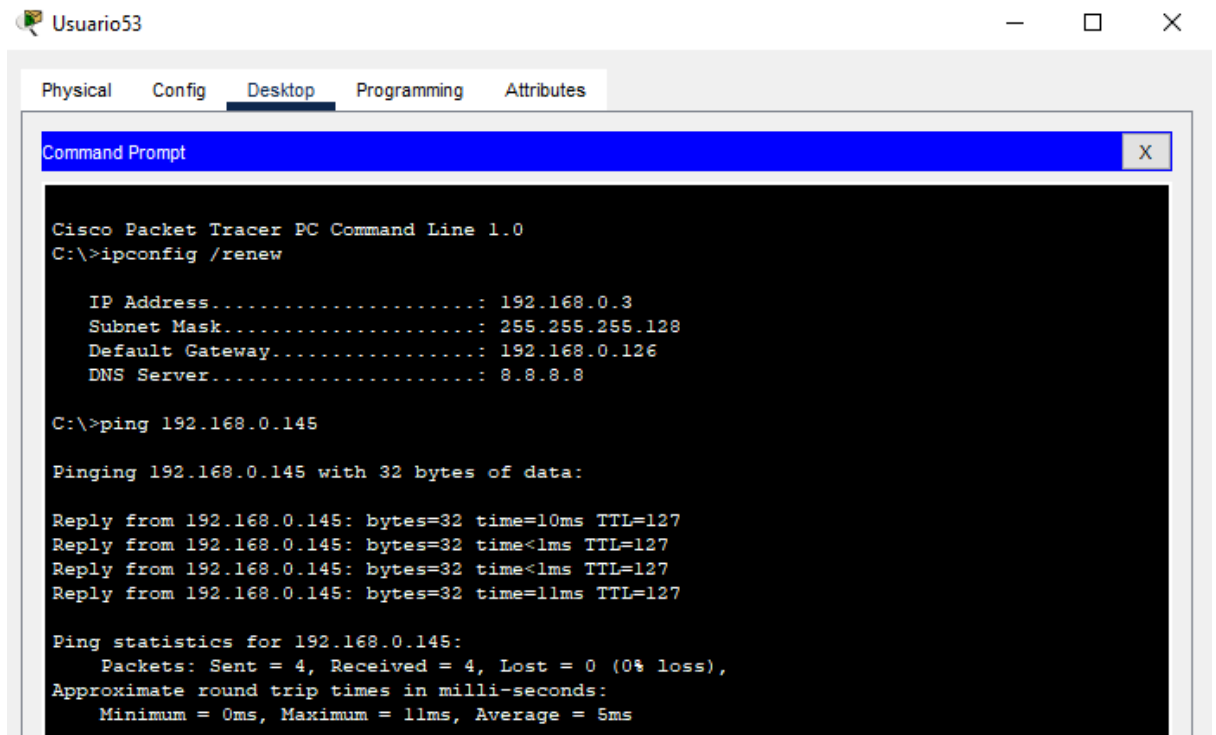 Usuario53
Physical Config Desktop Programming Attributes
Command Prompt X
Cisco Packet Tracer PC Command Line 1.0
C:\>ipconfig /renew
IP Address......................: 192.168.0.3
Subnet Mask.....................: 255.255.255.128
Default Gateway.................: 192.168.0.126
DNS Server......................: 8.8.8.8
C:\>ping 192.168.0.145
Pinging 192.168.0.145 with 32 bytes of data:
Reply from 192.168.0.145: bytes=32 time=10ms TTL=127
Reply from 192.168.0.145: bytes=32 time<1ms TTL=127
Reply from 192.168.0.145: bytes=32 time<1ms TTL=127
Reply from 192.168.0.145: bytes=32 time=11ms TTL=127
Ping statistics for 192.168.0.145:
Packets: Sent = 4, Received = 4, Lost = 0 (0% loss),
Approximate round trip times in milli-seconds:
Minimum = 0ms, Maximum = 11ms, Average = 5ms